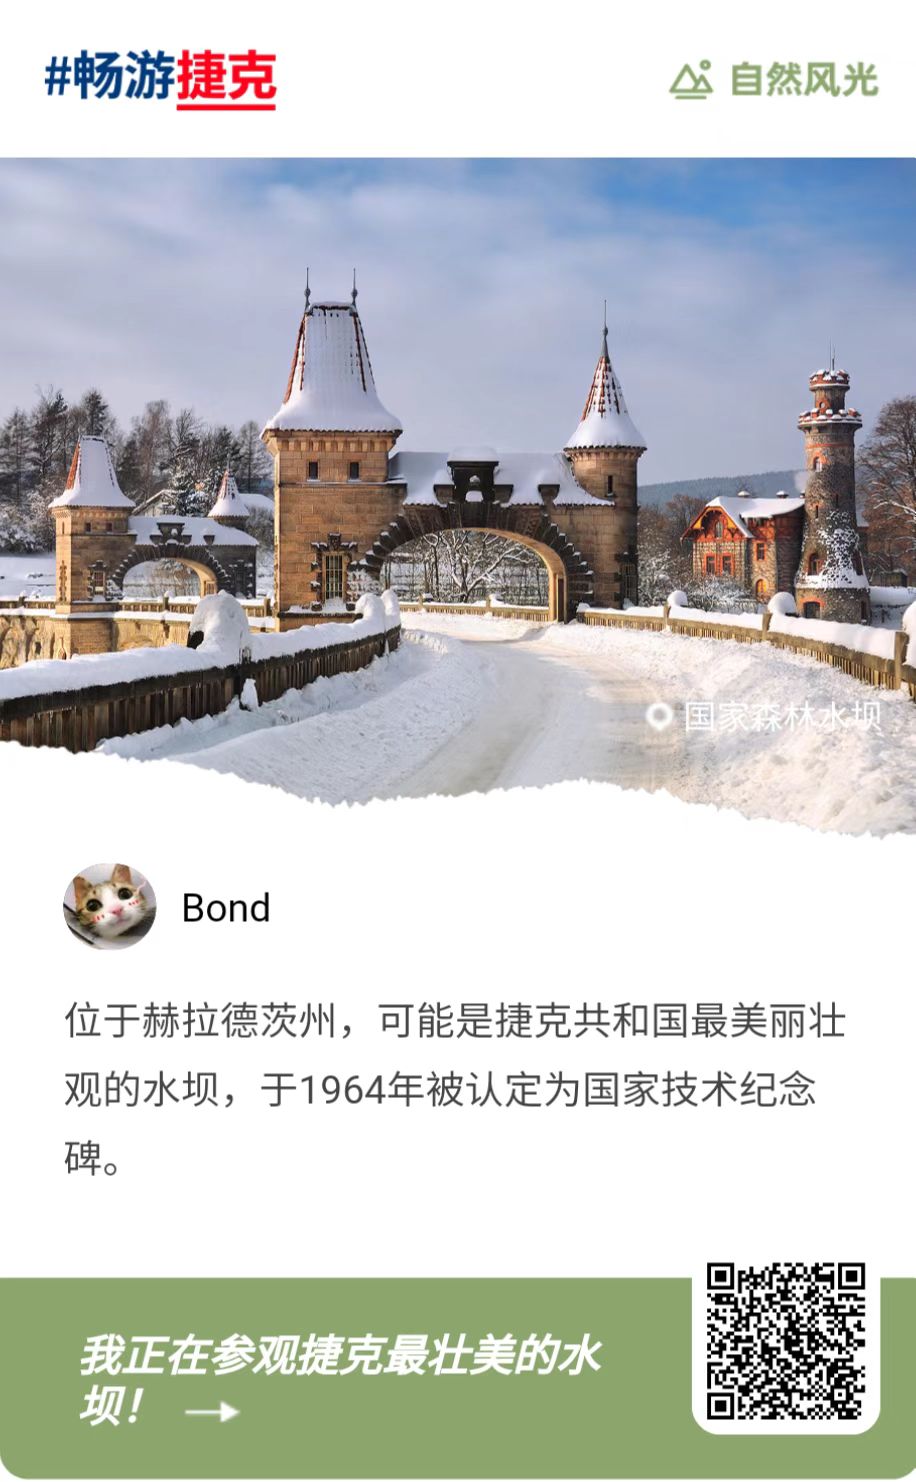 #畅游捷克
自然风光
国家森林水坝
Bond
位于赫拉德茨州，可能是捷克共和国最美丽壮
观的水坝，于1964年被认定为国家技术纪念
碑。
我正在参观捷克最壮美的水
坝！